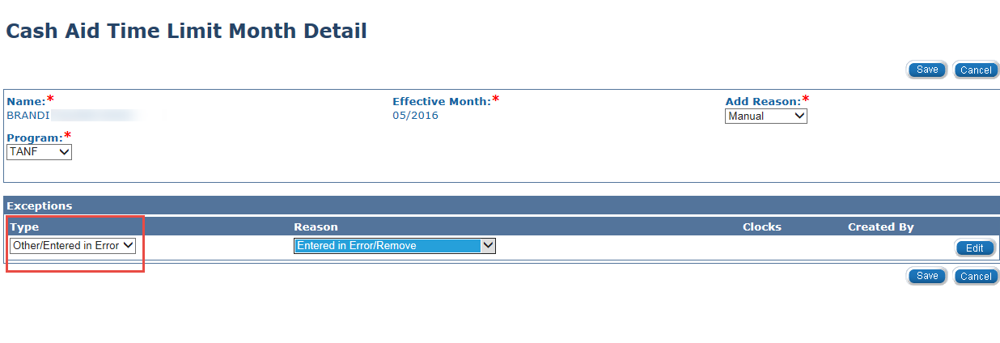 Cash Aid Time Limit Month Detail
Save Cancel
Name:* Effective Month:* Add Reason:*
BRANDI 05/2016 Manual
Program:*
TANF
Exceptions
Type Reason Clocks Created By
Other/Entered in Error Entered in Error/Remove
Edit
Save Cancel